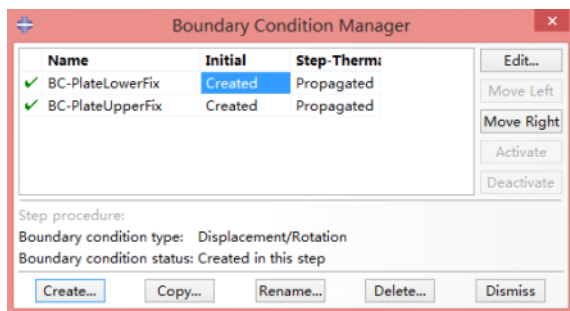 Boundary Condition Manager
Name Initial Step-Therma
BC-PlateLowerFix Created Propagated
BC-PlateUpperFix Created Propagated
Edit...
Move Left
Move Right
Activate
Deactivate
Step procedure:
Boundary condition type: Displacement/Rotation
Boundary condition status: Created in this step
Create... Copy... Rename... Delete... Dismiss